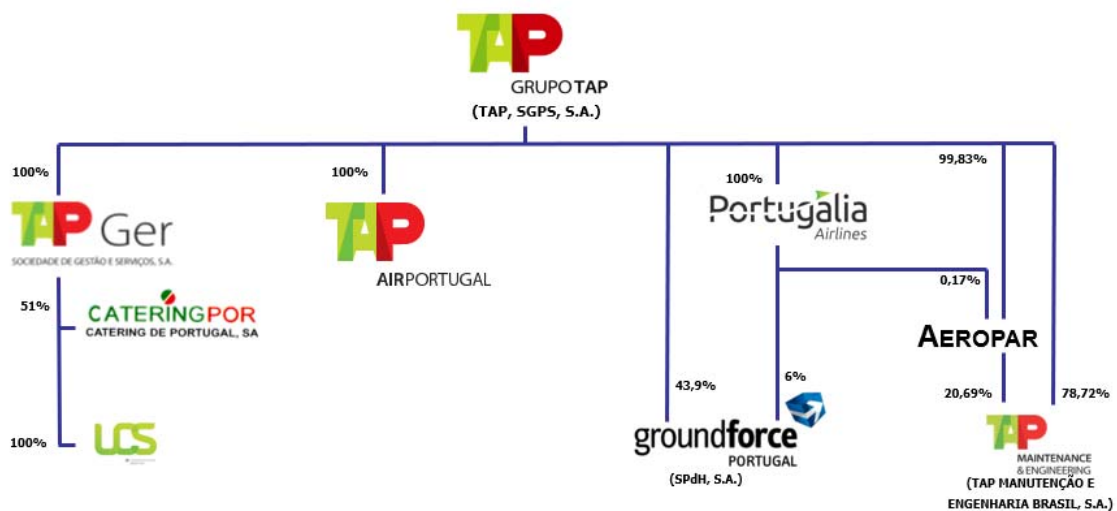 TAP
GRUPOTAP
(TAP, SGPS, S.A.)
100%
100%
100%
99,83%
TAP Ger
SOCIEDADE DE GESTÃO E SERVIÇOS, S.A.
TAP
AIRPORTUGAL
Portugália
Airlines
51%
CATERINGPOR
CATERING DE PORTUGAL, SA
0,17%
AEROPAR
43,9%
6%
20,69%
78,72%
100%
UCS
groundforce
PORTUGAL
(SPdH, S.A.)
TAP
MAINTENANCE
& ENGINEERING
(TAP MANUTENÇÃO E
ENGENHARIA BRASIL, S.A.)